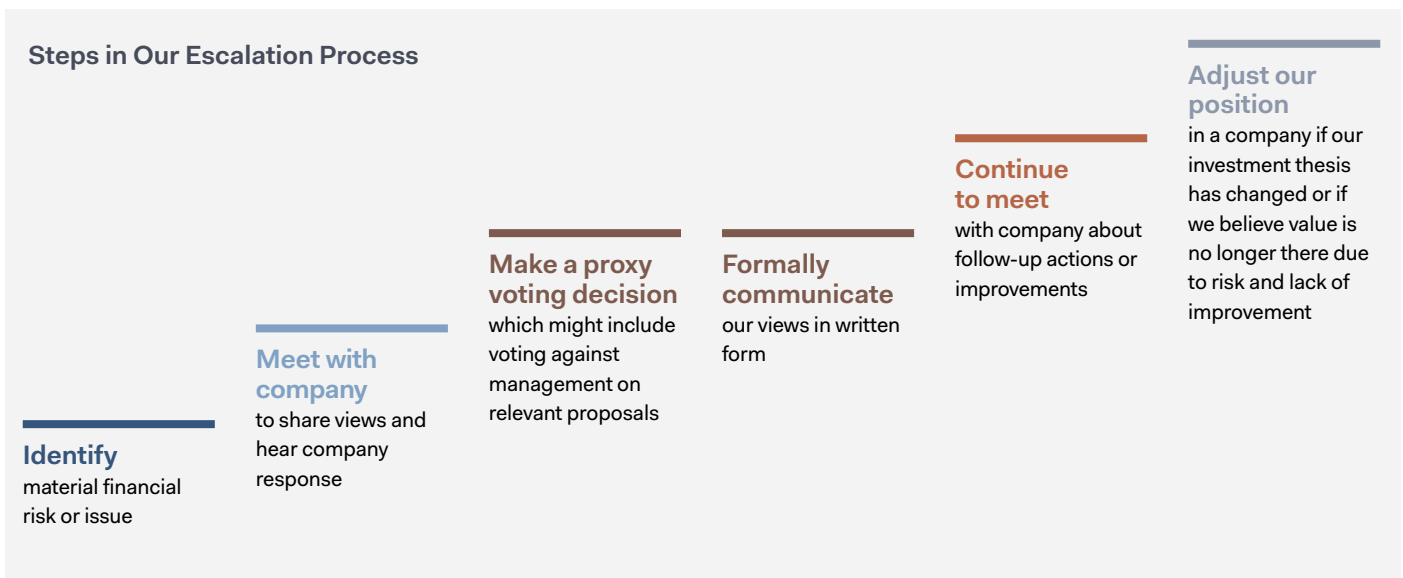 Steps in Our Escalation Process
Identify
material financial
risk or issue
Meet with
company
to share views and
hear company
response
Make a proxy
voting decision
which might include
voting against
management on
relevant proposals
Formally
communicate
our views in written
form
Continue
to meet
with company about
follow-up actions or
improvements
Adjust our
position
in a company if our
investment thesis
has changed or if
we believe value is
no longer there due
to risk and lack of
improvement